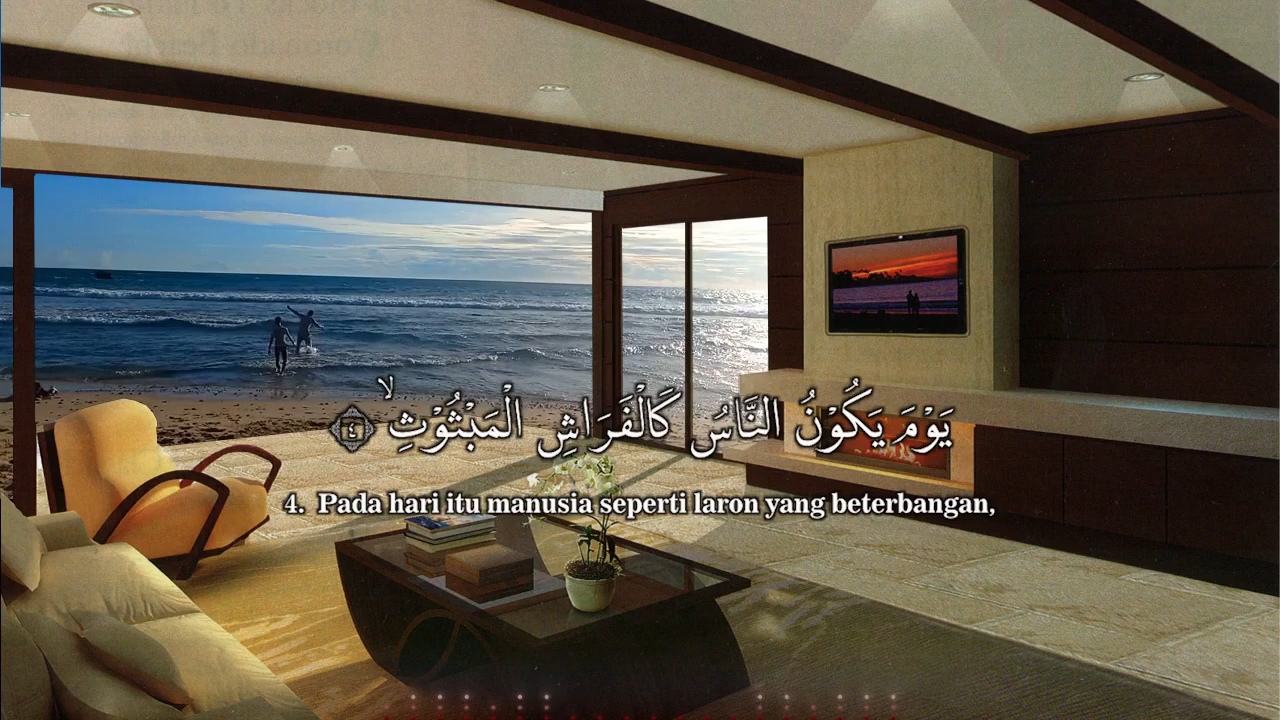 يَوْمَ يَكُوْنُ النَّاسُ كَالْفَرَاشِ الْمَبْثُوْثِۙ ٤
4. Pada hari itu manusia seperti laron yang beterbangan,